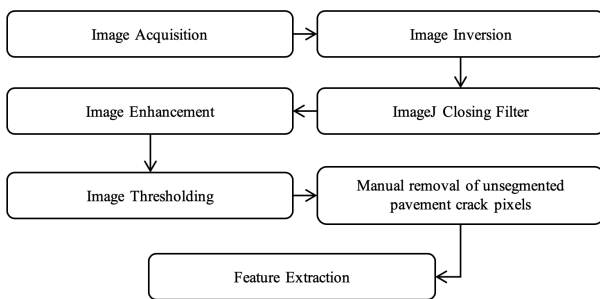 Image Acquisition
Image Inversion
ImageJ Closing Filter
Image Enhancement
Image Thresholding
Manual removal of unsegmented
pavement crack pixels
Feature Extraction